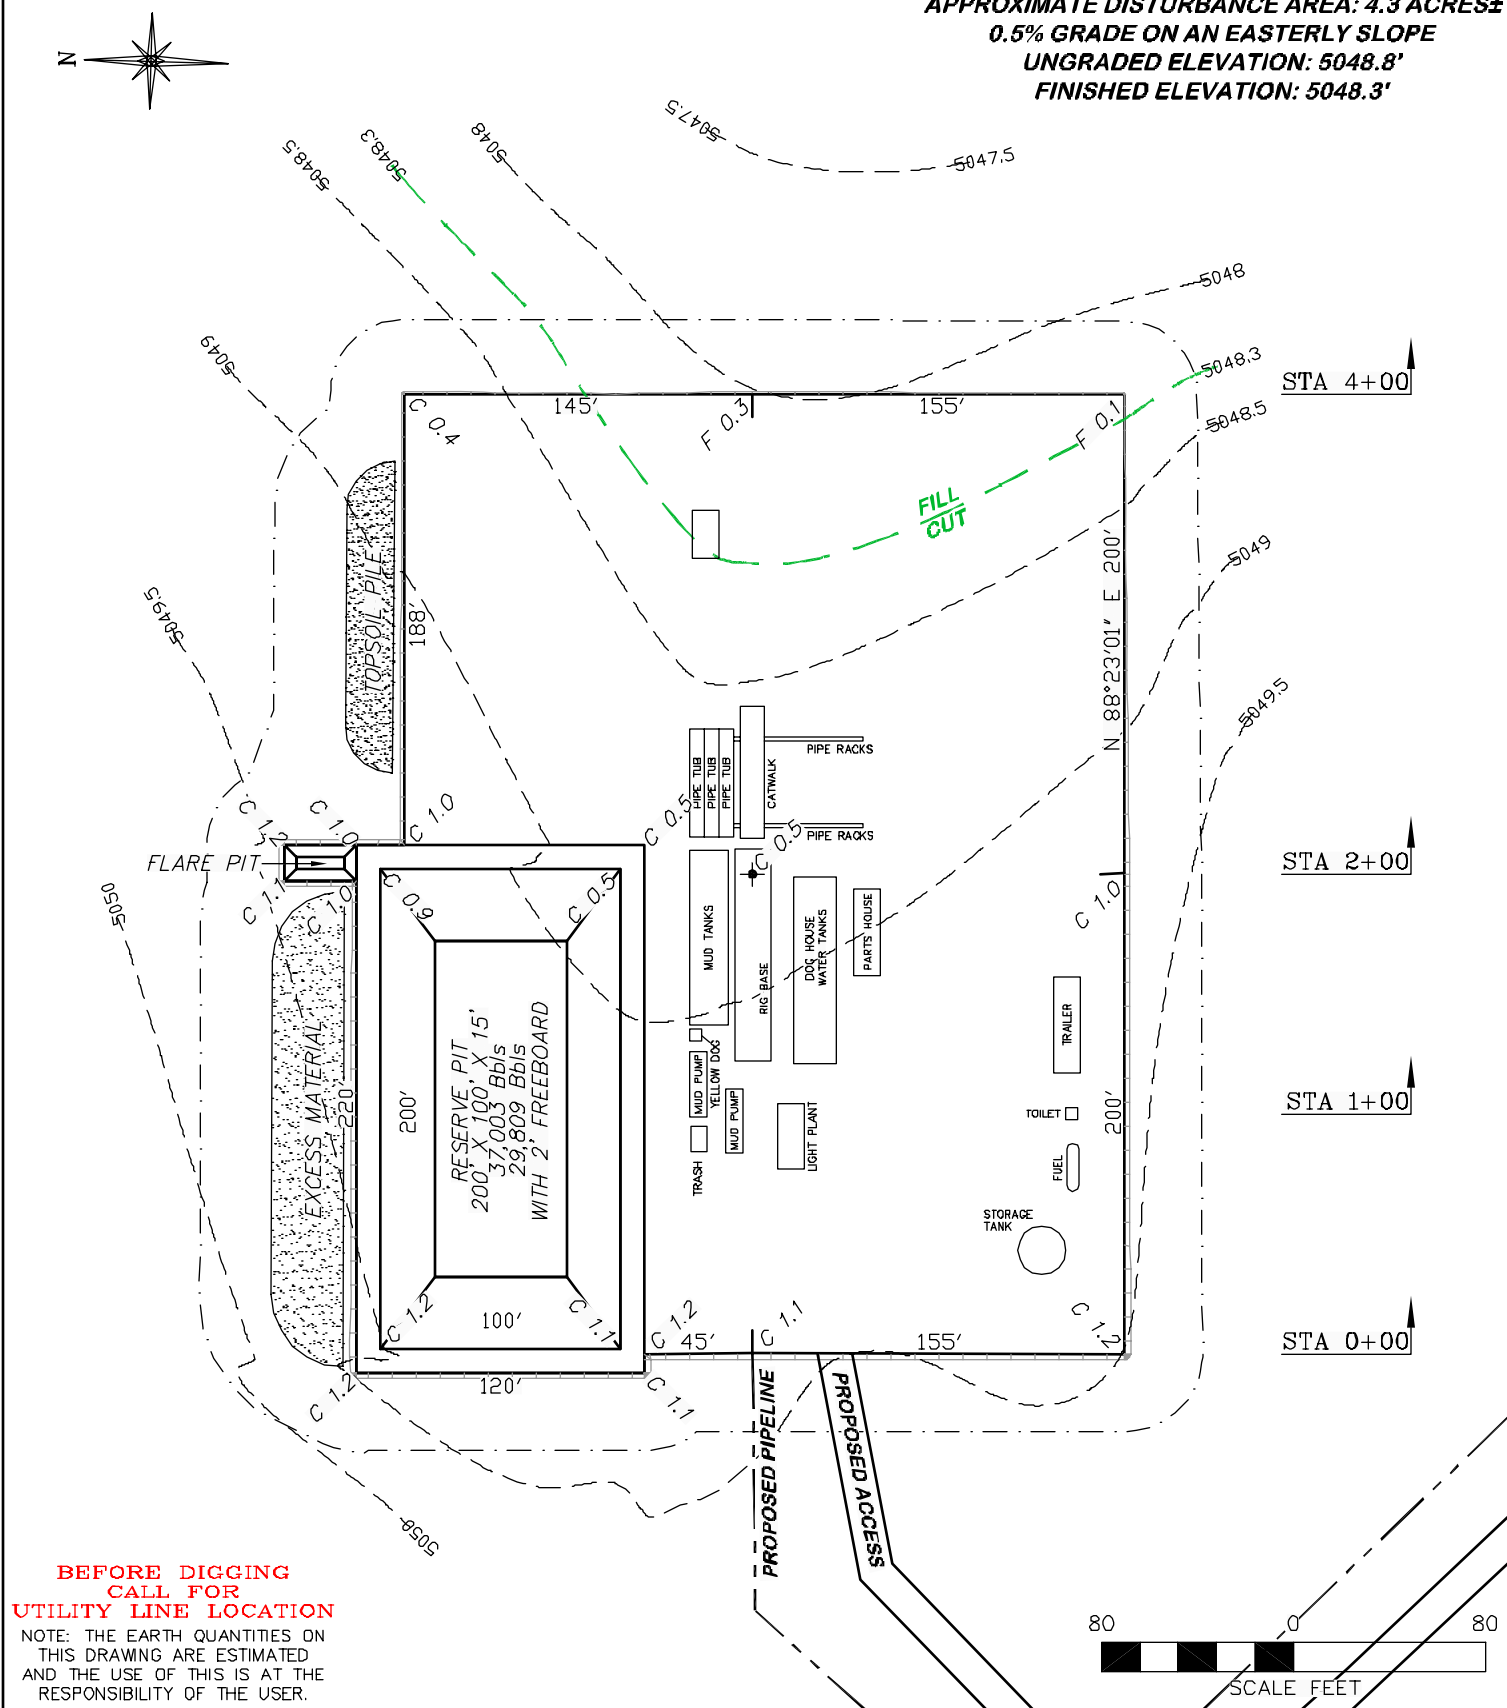 APPROXIMATE DISTURBANCE AREA: 4.3 ACRES±
0.5% GRADE ON AN EASTERLY SLOPE
UNGRADED ELEVATION: 5048.8'
FINISHED ELEVATION: 5048.3'
N
5047.5
5047.5
5048
5048.3
5048.5
5048
5049
5048.3
5048.5
STA 4+00
145'
155'
C 0.4
F 0.3
F 0.1
FILL
CUT
N 88°23'01" E 200'
5049
5049.5
TOPSOIL PILE
188'
5049.5
PIPE TUB
PIPE TUB
PIPE TUB
CATWALK
PIPE RACKS
PIPE RACKS
C 1.2
C 1.0
C 1.0
C 0.5
C 0.5
FLARE PIT
STA 2+00
C 1.1
C 1.0
C 0.9
C 0.5
C 1.0
5050
MUD TANKS
RIG BASE
DOG HOUSE
WATER TANKS
PARTS HOUSE
TRAILER
EXCESS MATERIAL
220'
200'
RESERVE PIT
200' X 100' X 15'
37,003 Bbls
29,809 Bbls
WITH 2' FREEBOARD
MUD PUMP
YELLOW DOG
MUD PUMP
LIGHT PLANT
TRASH
TOILET
200'
STA 1+00
FUEL
STORAGE
TANK
C 1.2
100'
C 1.1
C 1.2
45'
C 1.1
155'
C 1.2
STA 0+00
C 1.2
120'
C 1.1
PROPOSED PIPELINE
PROPOSED ACCESS
5050
BEFORE DIGGING
CALL FOR
UTILITY LINE LOCATION
NOTE: THE EARTH QUANTITIES ON
THIS DRAWING ARE ESTIMATED
AND THE USE OF THIS IS AT THE
RESPONSIBILITY OF THE USER.
80
0
80
SCALE FEET